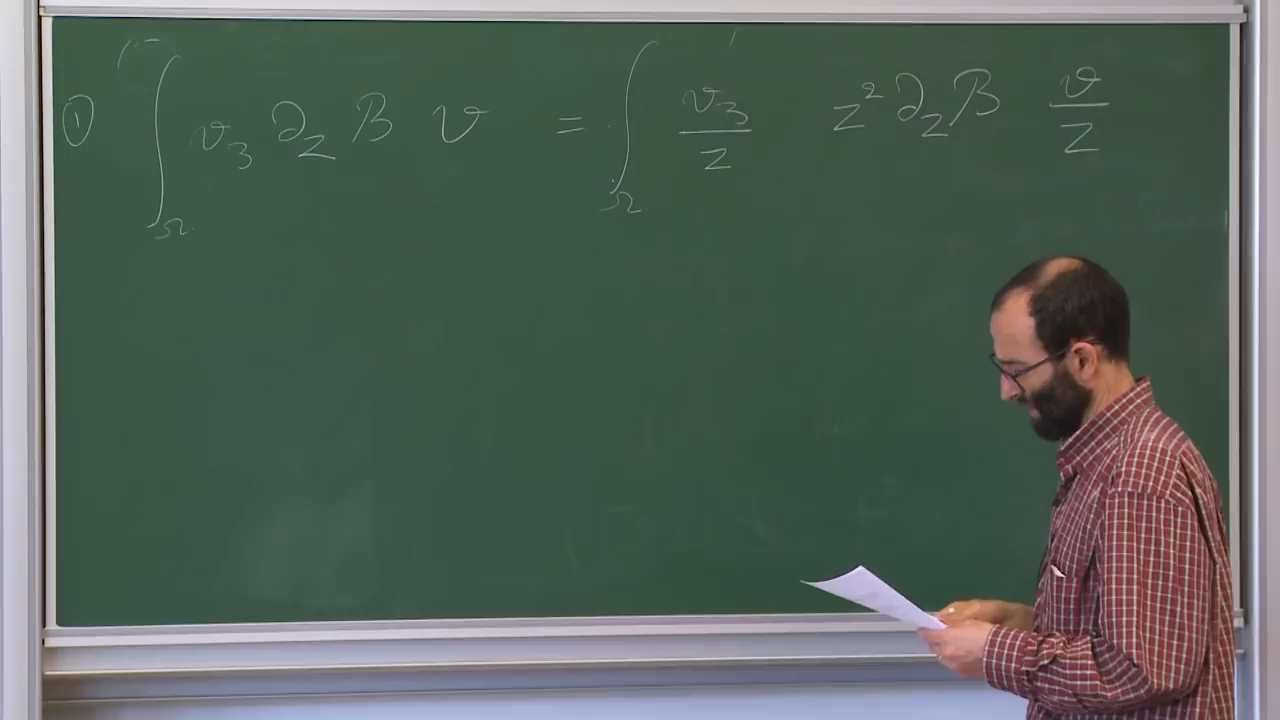 ① ∫_Ω v₃ ∂_z B v = ∫_Ω v₃/z z² ∂_z B v/z